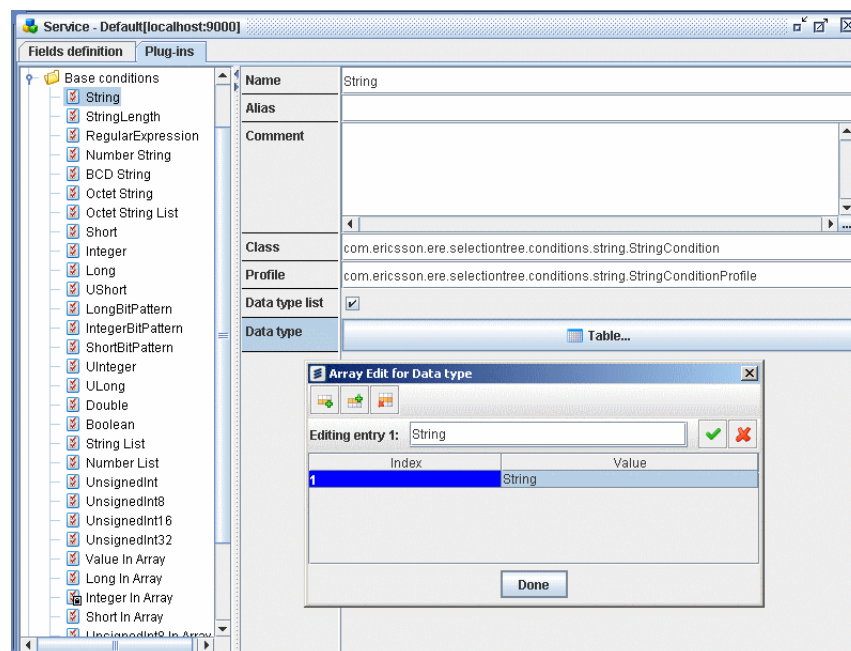 Service - Default[localhost:9000]
Fields definition
Plug-ins
Base conditions
String
StringLength
RegularExpression
Number String
BCD String
Octet String
Octet String List
Short
Integer
Long
UShort
LongBitPattern
IntegerBitPattern
ShortBitPattern
UInteger
ULong
Double
Boolean
String List
Number List
UnsignedInt
UnsignedInt8
UnsignedInt16
UnsignedInt32
Value In Array
Long In Array
Integer In Array
Short In Array
UnsignedInt8 In Array
Name String
Alias
Comment
...
Class com.ericsson.ere.selectiontree.conditions.string.StringCondition
Profile com.ericsson.ere.selectiontree.conditions.string.StringConditionProfile
Data type list
Data type Table...
Array Edit for Data type
Editing entry 1: String
Index Value
1 String
Done